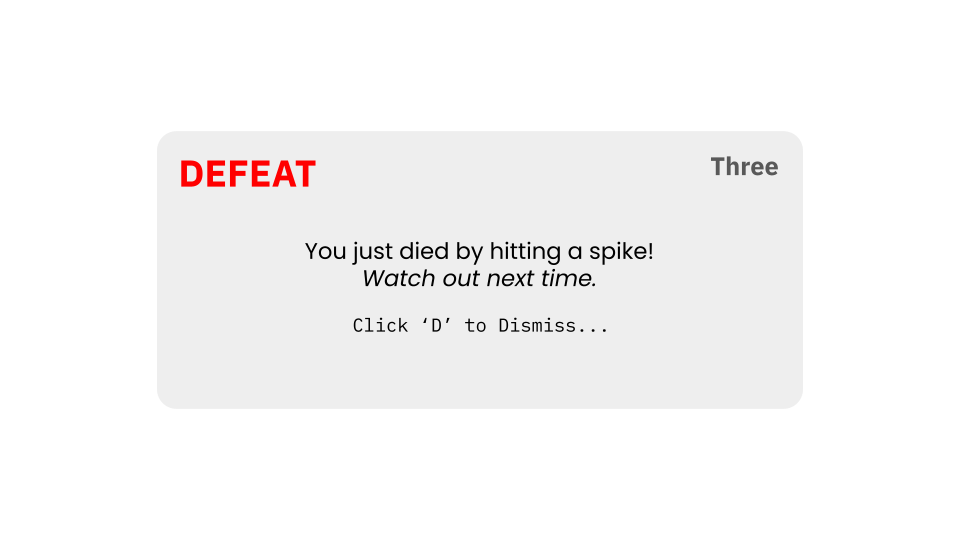 DEFEAT
Three
You just died by hitting a spike!
Watch out next time.
Click ‘D’ to Dismiss...